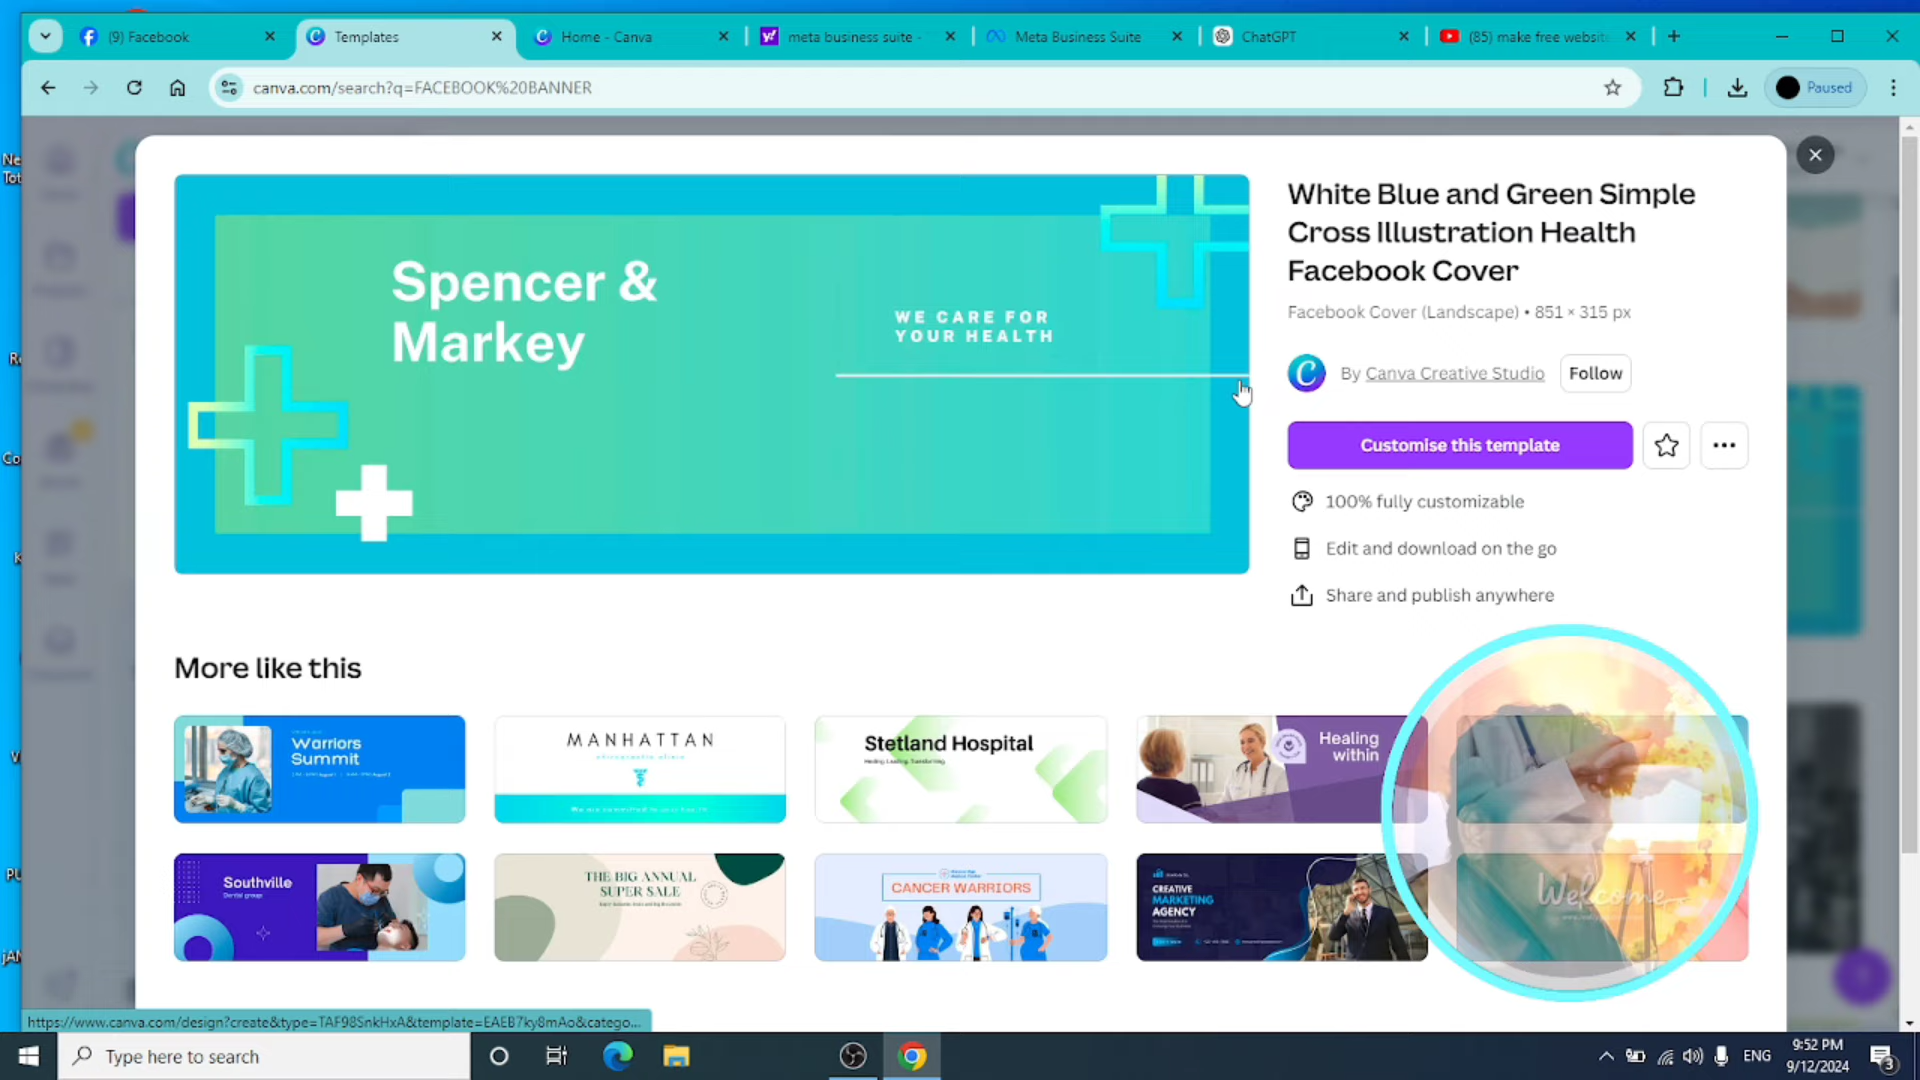 (9) Facebook
Templates
Home - Canva
meta business suite -
Meta Business Suite
ChatGPT
(85) make free website
canva.com/search?q=FACEBOOK%20BANNER
Paused
Spencer &
Markey
WE CARE FOR
YOUR HEALTH
White Blue and Green Simple
Cross Illustration Health
Facebook Cover
Facebook Cover (Landscape) • 851 × 315 px
By Canva Creative Studio
Follow
Customise this template
100% fully customizable
Edit and download on the go
Share and publish anywhere
More like this
Warriors
Summit
MANHATTAN
Stetland Hospital
Healing
within
Southville
Dental group
THE BIG ANNUAL
SUPER SALE
CANCER WARRIORS
CREATIVE
MARKETING
AGENCY
Welcome
https://www.canva.com/design?create&type=TAF98SnkHxA&template=EAEB7ky8mAo&catego...
Type here to search
ENG
9:52 PM
9/12/2024
3